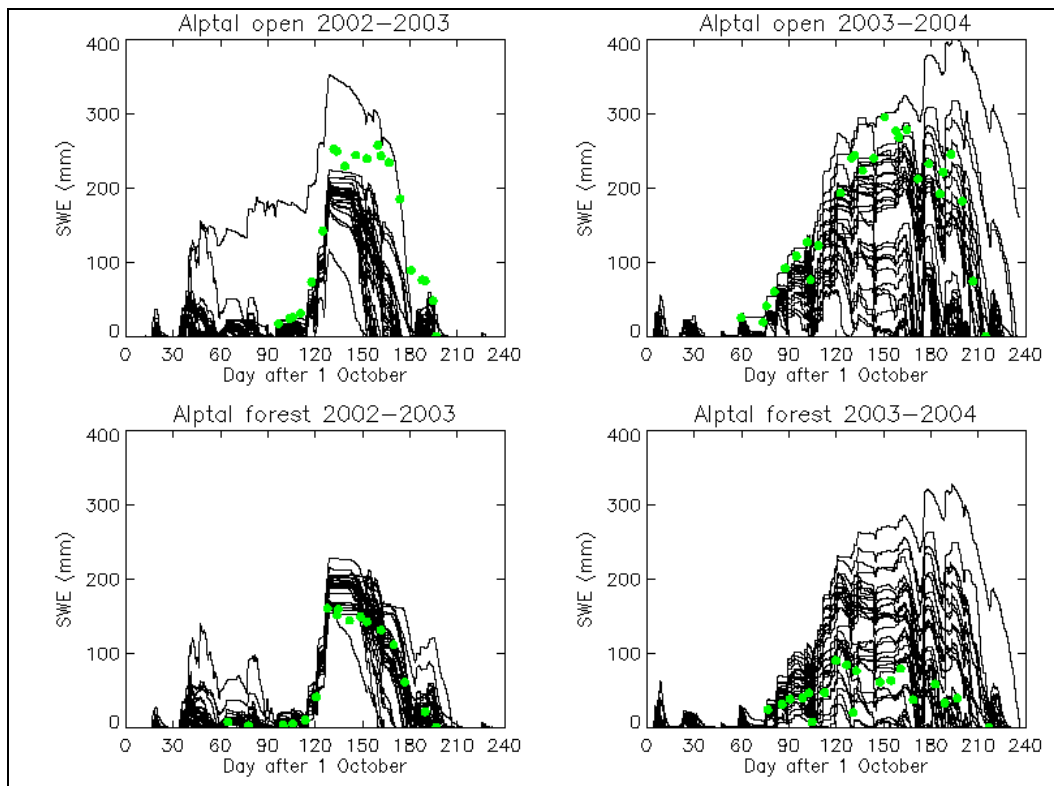 Alptal open 2002−2003
400
300
200
100
0
SWE (mm)
0 30 60 90 120 150 180 210 240
Day after 1 October
Alptal open 2003−2004
400
300
200
100
0
SWE (mm)
0 30 60 90 120 150 180 210 240
Day after 1 October
Alptal forest 2002−2003
400
300
200
100
0
SWE (mm)
0 30 60 90 120 150 180 210 240
Day after 1 October
Alptal forest 2003−2004
400
300
200
100
0
SWE (mm)
0 30 60 90 120 150 180 210 240
Day after 1 October